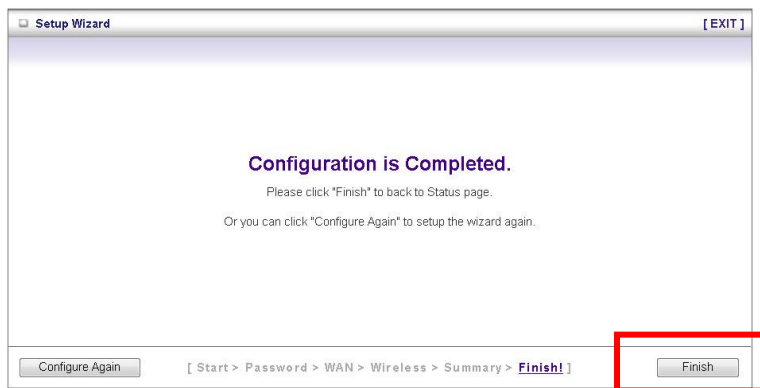 Setup Wizard [ EXIT ]
Configuration is Completed.
Please click "Finish" to back to Status page.
Or you can click "Configure Again" to setup the wizard again.
Configure Again [ Start > Password > WAN > Wireless > Summary > Finish! ] Finish